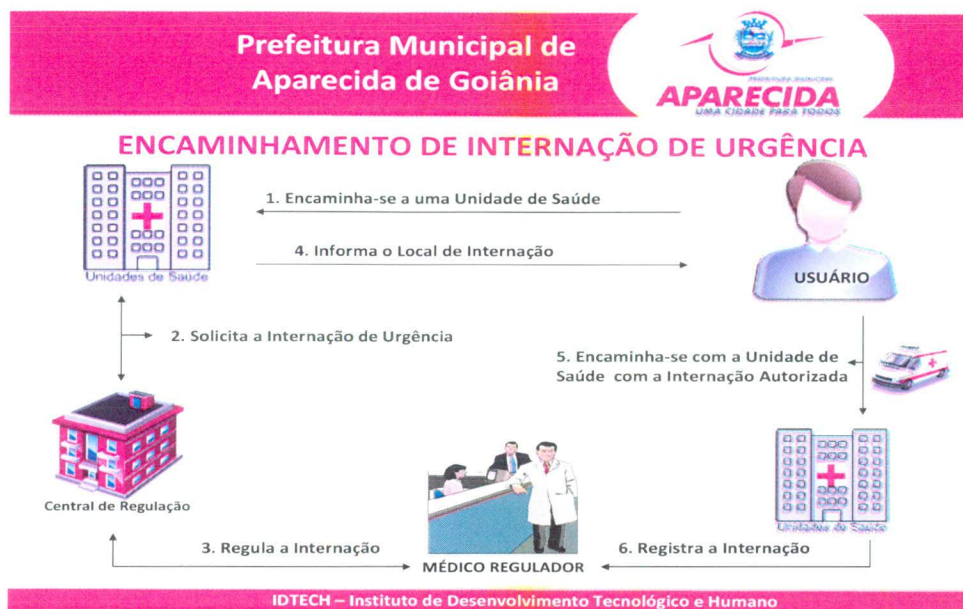 Prefeitura Municipal de
Aparecida de Goiânia
PREFEITURA MUNICIPAL
APARECIDA
UMA CIDADE PARA TODOS
ENCAMINHAMENTO DE INTERNAÇÃO DE URGÊNCIA
1. Encaminha-se a uma Unidade de Saúde
4. Informa o Local de Internação
Unidades de Saúde
USUÁRIO
2. Solicita a Internação de Urgência
5. Encaminha-se com a Unidade de
Saúde com a Internação Autorizada
Central de Regulação
Unidades de Saúde
3. Regula a Internação
6. Registra a Internação
MÉDICO REGULADOR
IDTECH – Instituto de Desenvolvimento Tecnológico e Humano